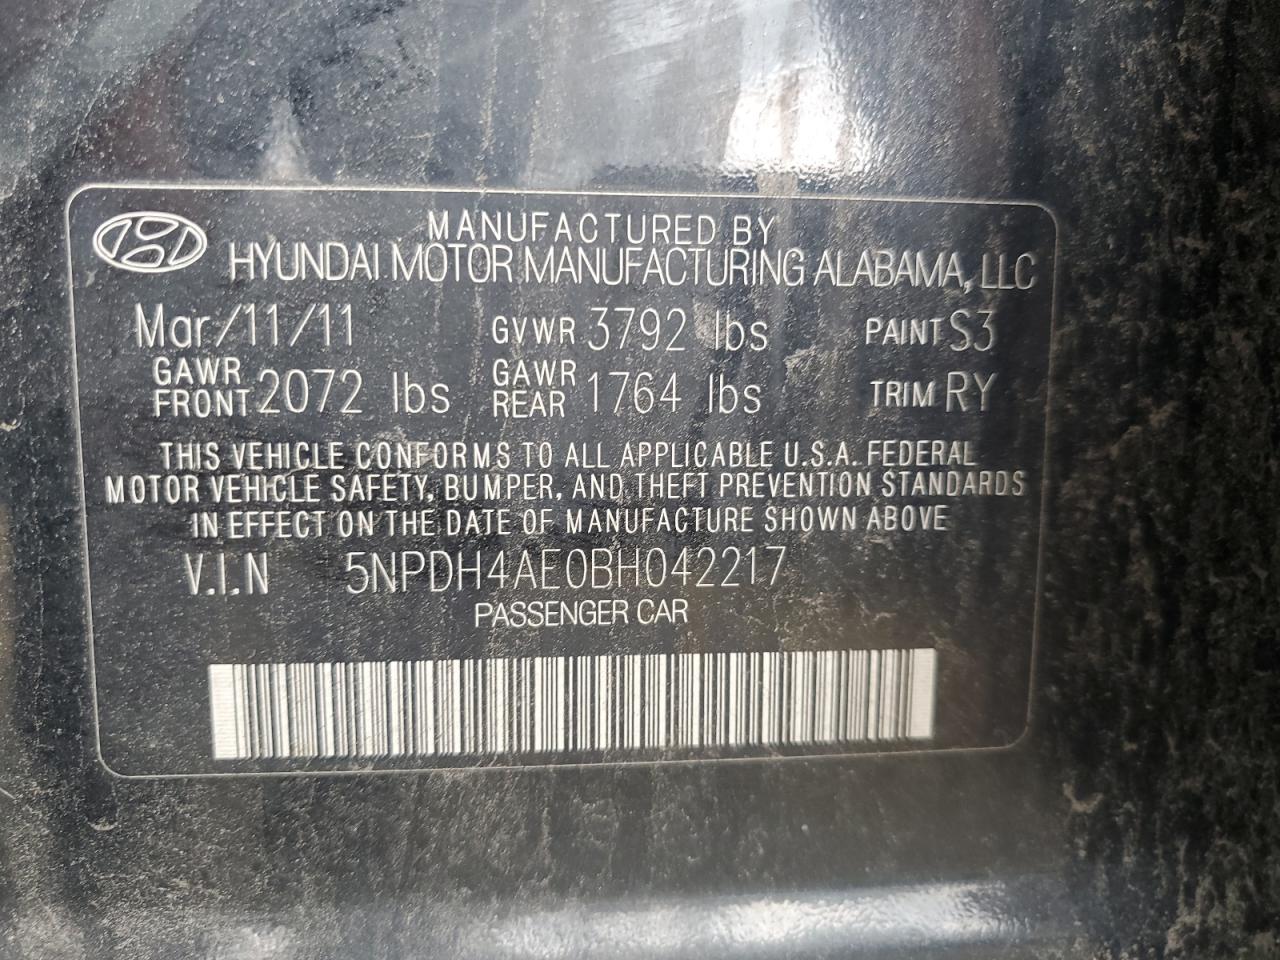 MANUFACTURED BY
HYUNDAI MOTOR MANUFACTURING ALABAMA, LLC
Mar/11/11 GVWR 3792 lbs PAINT S3
GAWR FRONT 2072 lbs GAWR REAR 1764 lbs TRIM RY
THIS VEHICLE CONFORMS TO ALL APPLICABLE U.S.A. FEDERAL
MOTOR VEHICLE SAFETY, BUMPER, AND THEFT PREVENTION STANDARDS
IN EFFECT ON THE DATE OF MANUFACTURE SHOWN ABOVE
V.I.N 5NPDH4AE0BH042217
PASSENGER CAR